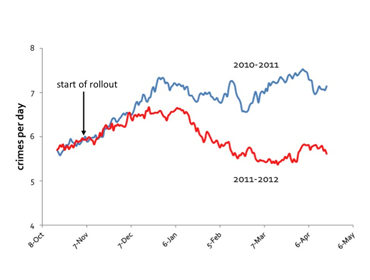 8
2010-2011
start of rollout
7
crimes per day
6
5
2011-2012
4
8-Oct
7-Nov
7-Dec
6-Jan
5-Feb
7-Mar
6-Apr
6-May